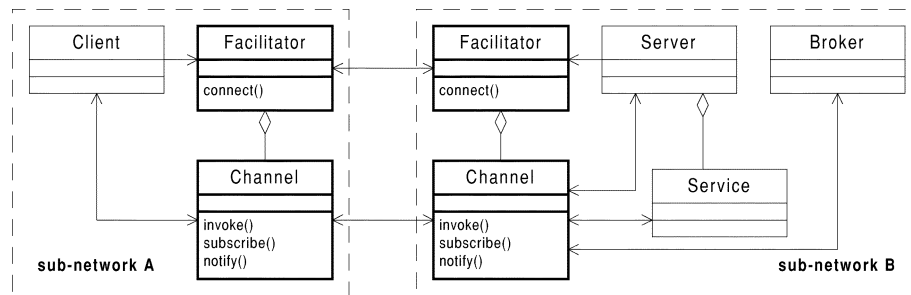 Client
Facilitator
connect()
Channel
invoke()
subscribe()
notify()
sub-network A
Facilitator
connect()
Server
Broker
Channel
invoke()
subscribe()
notify()
Service
sub-network B